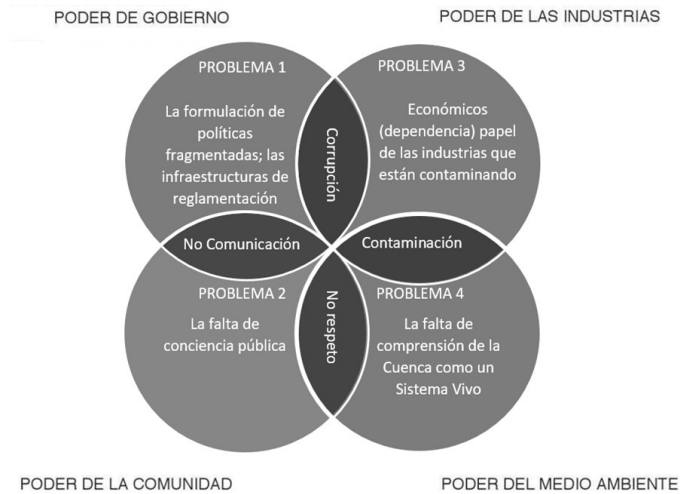 PODER DE GOBIERNO
PODER DE LAS INDUSTRIAS
PROBLEMA 1
La formulación de
políticas
fragmentadas; las
infraestructuras de
reglamentación
Corrupción
PROBLEMA 3
Económicos
(dependencia) papel
de las industrias que
están contaminando
No Comunicación
Contaminación
PROBLEMA 2
La falta de
conciencia pública
No respeto
PROBLEMA 4
La falta de
comprensión de la
Cuenca como un
Sistema Vivo
PODER DE LA COMUNIDAD
PODER DEL MEDIO AMBIENTE